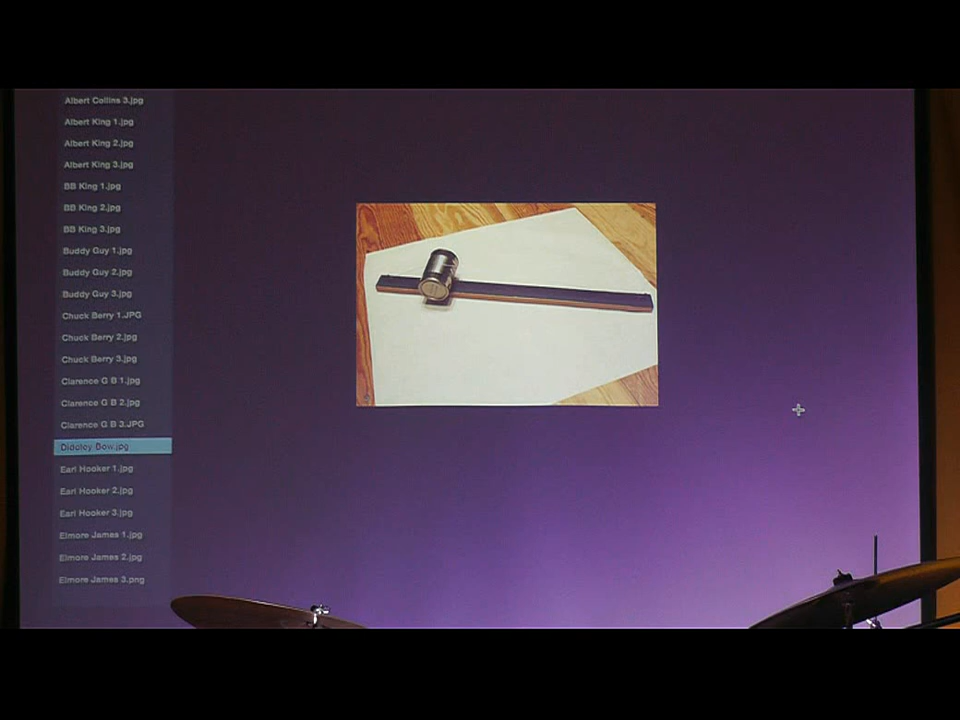 Albert Collins 3.jpg
Albert King 1.jpg
Albert King 2.jpg
Albert King 3.jpg
BB King 1.jpg
BB King 2.jpg
BB King 3.jpg
Buddy Guy 1.jpg
Buddy Guy 2.jpg
Buddy Guy 3.jpg
Chuck Berry 1.JPG
Chuck Berry 2.jpg
Chuck Berry 3.jpg
Clarence G B 1.jpg
Clarence G B 2.jpg
Clarence G B 3.JPG
Diddley Bow.jpg
Earl Hooker 1.jpg
Earl Hooker 2.jpg
Earl Hooker 3.jpg
Elmore James 1.jpg
Elmore James 2.jpg
Elmore James 3.png